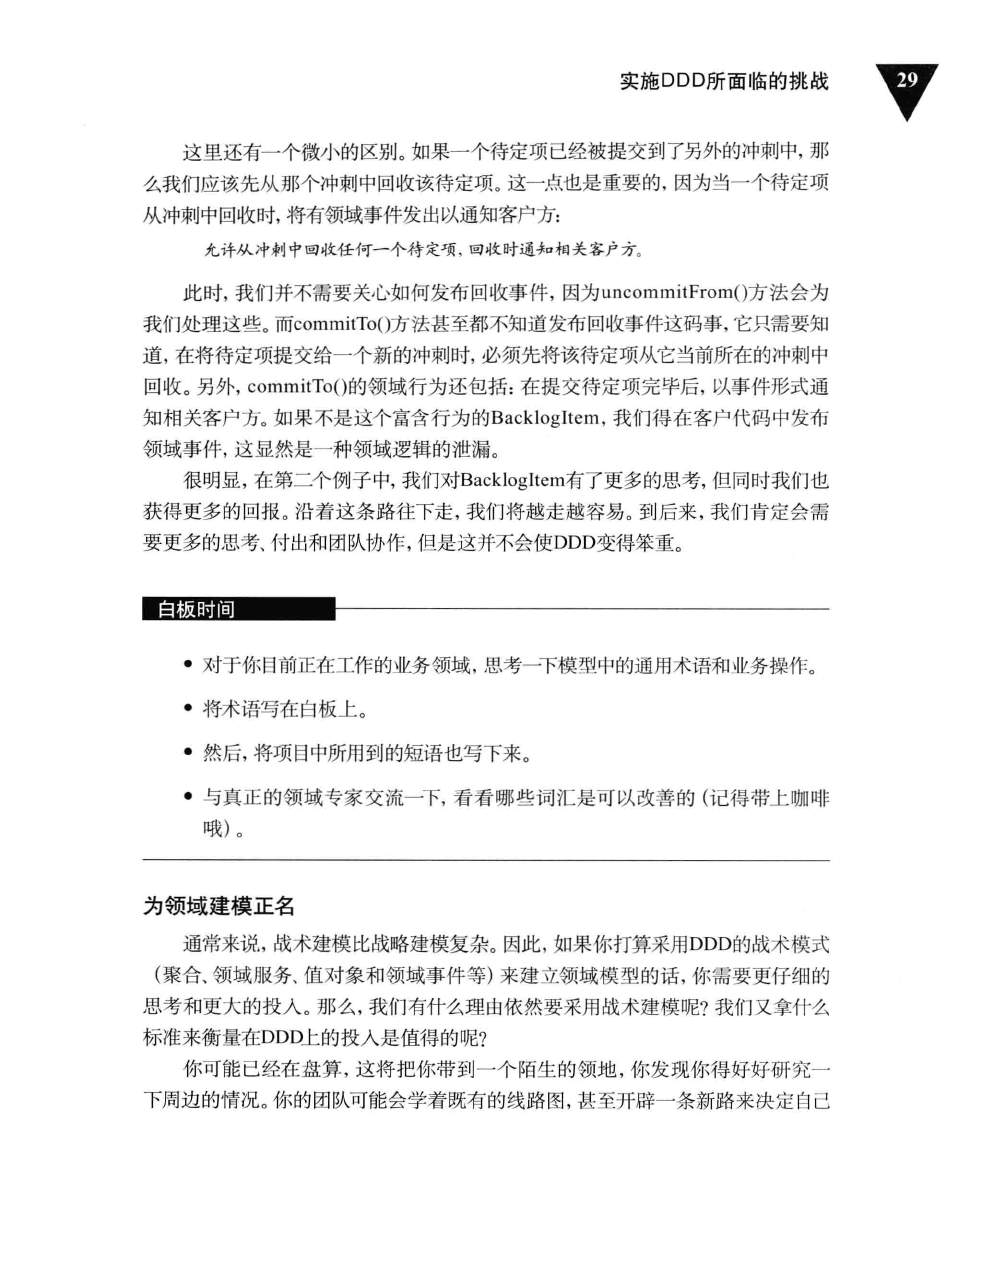 实施DDD所面临的挑战
29
这里还有一个微小的区别。如果一个待定项已经被提交到了另外的冲刺中，那
么我们应该先从那个冲刺中回收该待定项。这一点也是重要的，因为当一个待定项
从冲刺中回收时，将有领域事件发出以通知客户方：
允许从冲刺中回收任何一个待定项，回收时通知相关客户方。
此时，我们并不需要关心如何发布回收事件，因为uncommitFrom()方法会为
我们处理这些。而commitTo()方法甚至都不知道发布回收事件这码事，它只需要知
道，在将待定项提交给一个新的冲刺时，必须先将该待定项从它当前所在的冲刺中
回收。另外，commitTo()的领域行为还包括：在提交待定项完毕后，以事件形式通
知相关客户方。如果不是这个富含行为的BacklogItem，我们得在客户代码中发布
领域事件，这显然是一种领域逻辑的泄漏。
很明显，在第二个例子中，我们对BacklogItem有了更多的思考，但同时我们也
获得更多的回报。沿着这条路往下走，我们将越走越容易。到后来，我们肯定会需
要更多的思考、付出和团队协作，但是这并不会使DDD变得笨重。
白板时间
• 对于你目前正在工作的业务领域，思考一下模型中的通用术语和业务操作。
• 将术语写在白板上。
• 然后，将项目中所用到的短语也写下来。
• 与真正的领域专家交流一下，看看哪些词汇是可以改善的（记得带上咖啡
哦）。
为领域建模正名
通常来说，战术建模比战略建模复杂。因此，如果你打算采用DDD的战术模式
（聚合、领域服务、值对象和领域事件等）来建立领域模型的话，你需要更仔细的
思考和更大的投入。那么，我们有什么理由依然要采用战术建模呢？我们又拿什么
标准来衡量在DDD上的投入是值得的呢？
你可能已经在盘算，这将把你带到一个陌生的领地，你发现你得好好研究一
下周边的情况。你的团队可能会学着既有的线路图，甚至开辟一条新路来决定自己